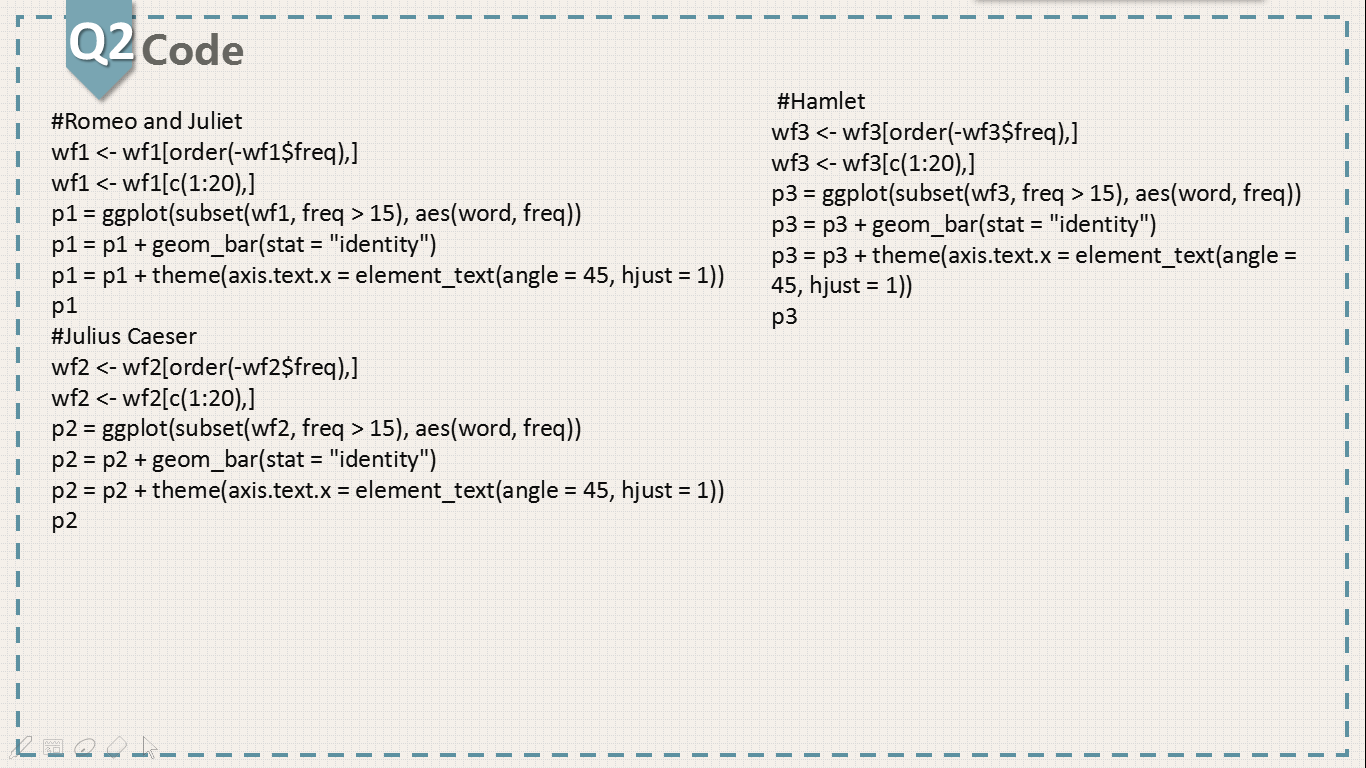 Q2 Code
#Romeo and Juliet
wf1 <- wf1[order(-wf1$freq),]
wf1 <- wf1[c(1:20),]
p1 = ggplot(subset(wf1, freq > 15), aes(word, freq))
p1 = p1 + geom_bar(stat = "identity")
p1 = p1 + theme(axis.text.x = element_text(angle = 45, hjust = 1))
p1
#Julius Caeser
wf2 <- wf2[order(-wf2$freq),]
wf2 <- wf2[c(1:20),]
p2 = ggplot(subset(wf2, freq > 15), aes(word, freq))
p2 = p2 + geom_bar(stat = "identity")
p2 = p2 + theme(axis.text.x = element_text(angle = 45, hjust = 1))
p2
#Hamlet
wf3 <- wf3[order(-wf3$freq),]
wf3 <- wf3[c(1:20),]
p3 = ggplot(subset(wf3, freq > 15), aes(word, freq))
p3 = p3 + geom_bar(stat = "identity")
p3 = p3 + theme(axis.text.x = element_text(angle =
45, hjust = 1))
p3